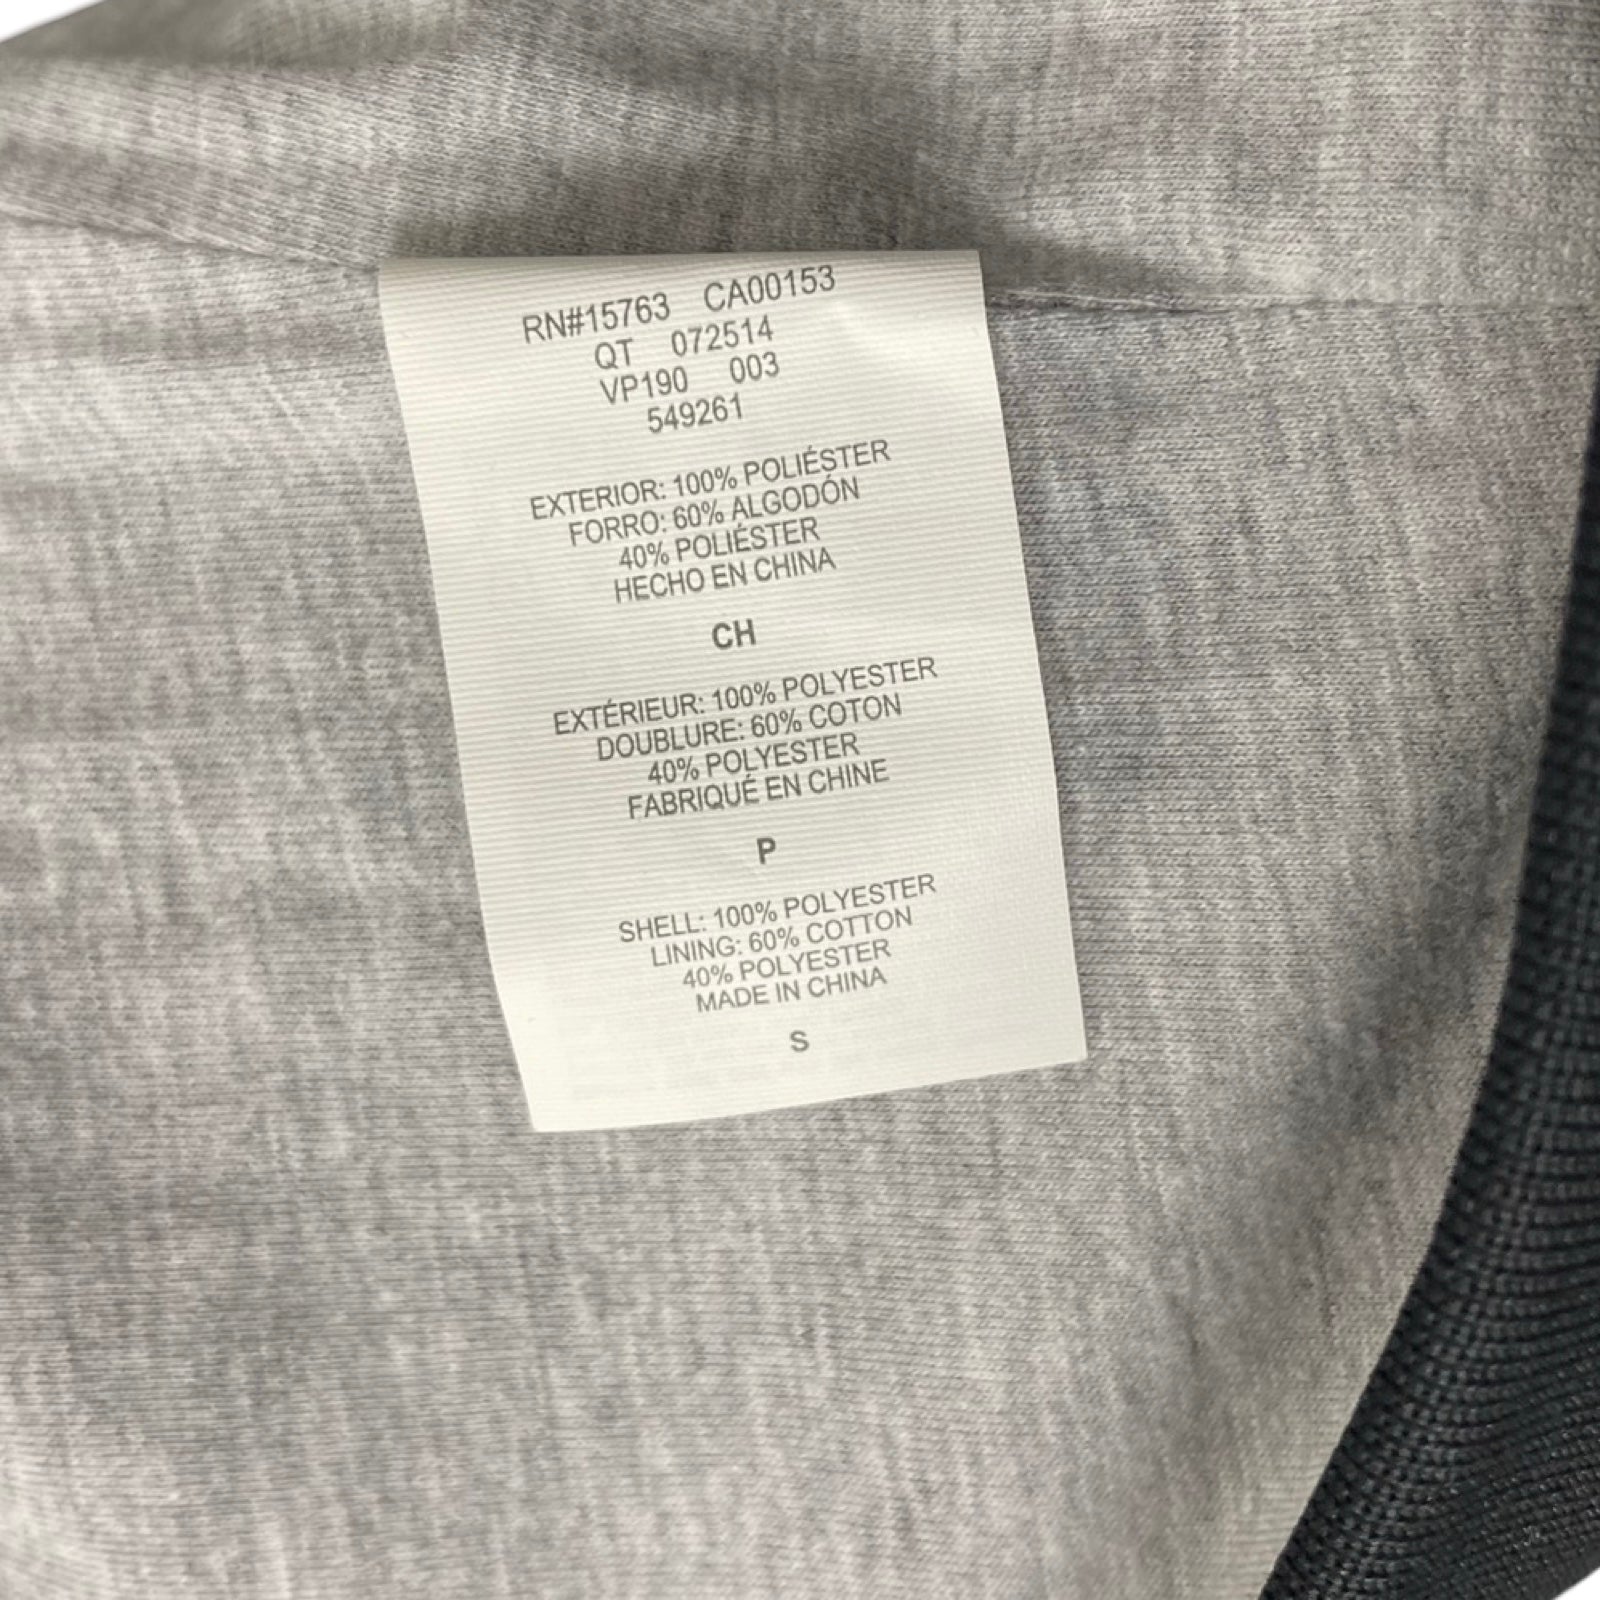 RN#15763 CA00153
QT 072514
VP190 003
549261
EXTERIOR: 100% POLIÉSTER
FORRO: 60% ALGODÓN
40% POLIÉSTER
HECHO EN CHINA
CH
EXTÉRIEUR: 100% POLYESTER
DOUBLURE: 60% COTON
40% POLYESTER
FABRIQUÉ EN CHINE
P
SHELL: 100% POLYESTER
LINING: 60% COTTON
40% POLYESTER
MADE IN CHINA
S